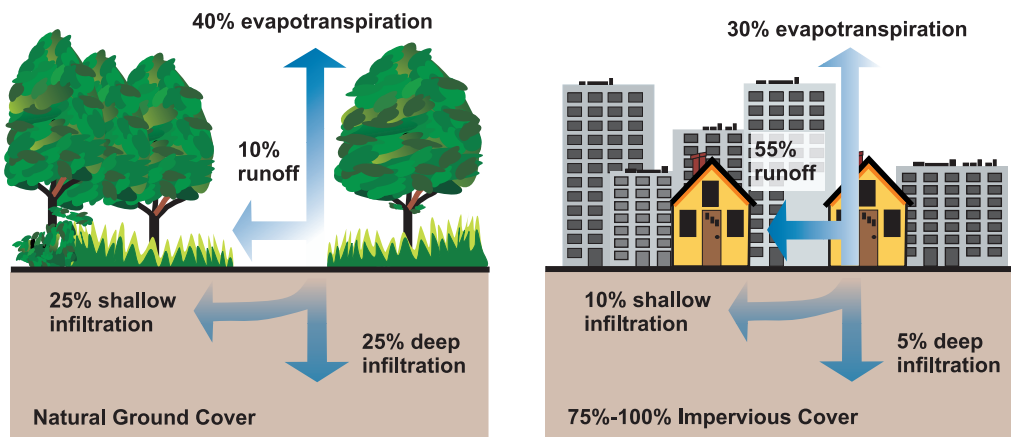 40% evapotranspiration
10%
runoff
25% shallow
infiltration
25% deep
infiltration
Natural Ground Cover
30% evapotranspiration
55%
runoff
10% shallow
infiltration
5% deep
infiltration
75%-100% Impervious Cover